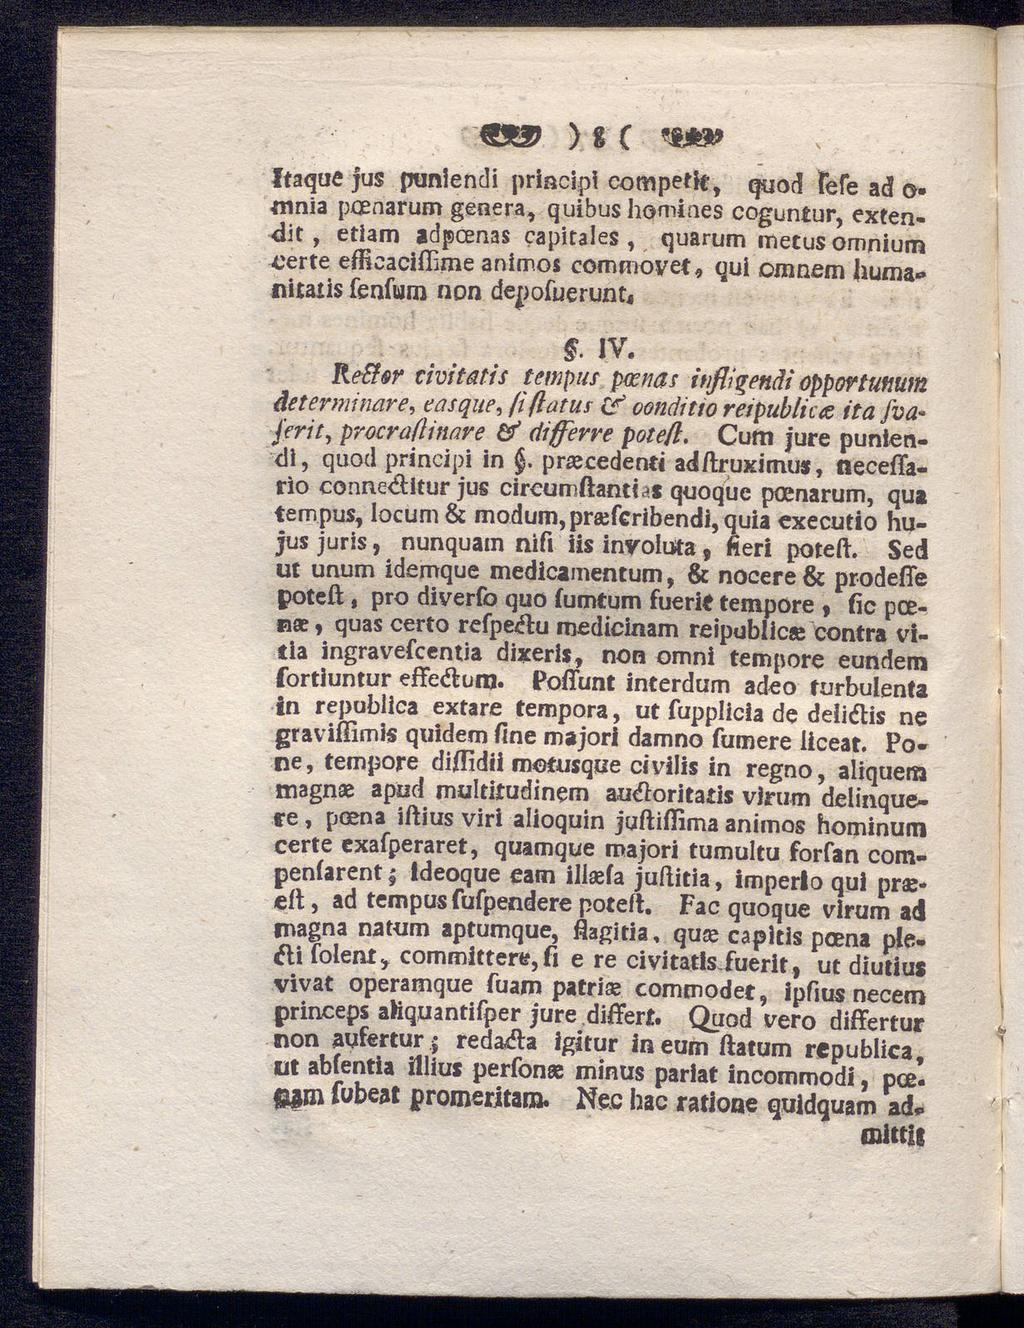 ) 8 (
Itaque jus puniendi principi competit, quod ſeſe ad o-
mnia pœnarum genera, quibus homines coguntur, exten-
dit, etiam adpœnas capitales, quarum metus omnium
certe efficaciſſime animos commovet, qui omnem huma-
nitatis ſenſum non depoſuerunt.
§. IV.
Rector civitatis tempus pœnas infligendi opportunum
determinare, easque, ſi ſtatus & conditio reipublicæ ita ſva-
ſerit, procraſtinare & differre poteſt. Cum jure punien-
di, quod principi in §. præcedenti adſtruximus, neceſſa-
rio connectitur jus circumſtantias quoque pœnarum, qua
tempus, locum & modum, præſcribendi, quia executio hu-
jus juris, nunquam niſi iis involuta, fieri poteſt. Sed
ut unum idemque medicamentum, & nocere & prodeſſe
poteſt, pro diverſo quo ſumtum fuerit tempore, ſic pœ-
næ, quas certo reſpectu medicinam reipublicæ contra vi-
tia ingraveſcentia dixeris, non omni tempore eundem
ſortiuntur effectum. Poſſunt interdum adeo turbulenta
in republica extare tempora, ut ſupplicia de delictis ne
graviſſimis quidem ſine majori damno ſumere liceat. Po-
ne, tempore diſſidii motusque civilis in regno, aliquem
magnæ apud multitudinem auctoritatis virum delinque-
re, pœna iſtius viri alioquin juſtiſſima animos hominum
certe exaſperaret, quamque majori tumultu forſan com-
penſarent; Ideoque eam illæſa juſtitia, imperio qui præ-
eſt, ad tempus ſuſpendere poteſt. Fac quoque virum ad
magna natum aptumque, flagitia, quæ capitis pœna ple-
cti ſolent, committere, ſi e re civitatis fuerit, ut diutius
vivat operamque ſuam patriæ commodet, ipſius necem
princeps aliquantiſper jure differt. Quod vero differtur
non aufertur; redacta igitur in eum ſtatum republica,
ut abſentia illius perſonæ minus pariat incommodi, pœ-
nam ſubeat promeritam. Nec hac ratione quidquam ad-
mittit